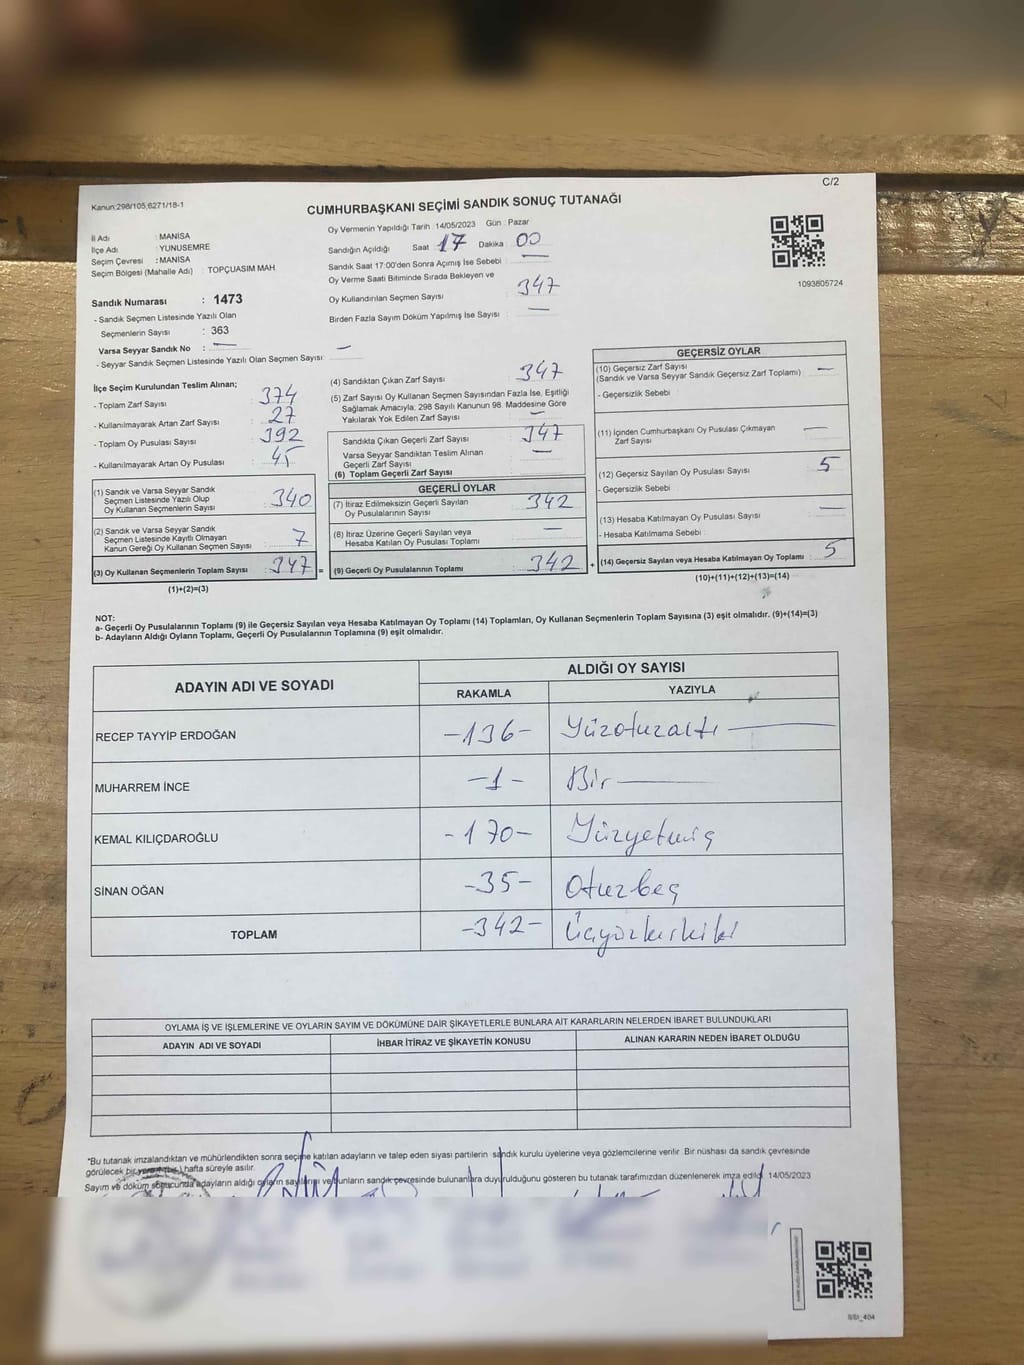 C/2
Kanun:298/105,6271/18-1
CUMHURBAŞKANI SEÇİMİ SANDIK SONUÇ TUTANAĞI
İl Adı : MANİSA
İlçe Adı : YUNUSEMRE
Seçim Çevresi : MANİSA
Seçim Bölgesi (Mahalle Adı) : TOPÇUASIM MAH.
Sandık Numarası : 1473
- Sandık Seçmen Listesinde Yazılı Olan
Seçmenlerin Sayısı : 363
Varsa Seyyar Sandık No : —
- Seyyar Sandık Seçmen Listesinde Yazılı Olan Seçmen Sayısı: —
Oy Vermenin Yapıldığı Tarih : 14/05/2023 Gün : Pazar
Sandığın Açıldığı Saat 17 Dakika 00
Sandık Saat 17:00'den Sonra Açılmış İse Sebebi : —
Oy Verme Saati Bitiminde Sırada Bekleyen ve
Oy Kullandırılan Seçmen Sayısı : 347
Birden Fazla Sayım Döküm Yapılmış İse Sayısı : —
1093805724
İlçe Seçim Kurulundan Teslim Alınan;
- Toplam Zarf Sayısı : 374
- Kullanılmayarak Artan Zarf Sayısı : 27
- Toplam Oy Pusulası Sayısı : 392
- Kullanılmayarak Artan Oy Pusulası : 45
(1) Sandık ve Varsa Seyyar Sandık
Seçmen Listesinde Yazılı Olup
Oy Kullanan Seçmenlerin Sayısı : 340
(2) Sandık ve Varsa Seyyar Sandık
Seçmen Listesinde Kayıtlı Olmayan
Kanun Gereği Oy Kullanan Seçmen Sayısı : 7
(3) Oy Kullanan Seçmenlerin Toplam Sayısı : 347 =
(1)+(2)=(3)
(4) Sandıktan Çıkan Zarf Sayısı : 347
(5) Zarf Sayısı Oy Kullanan Seçmen Sayısından Fazla İse, Eşitliği
Sağlamak Amacıyla; 298 Sayılı Kanunun 98. Maddesine Göre
Yakılarak Yok Edilen Zarf Sayısı : —
Sandıkta Çıkan Geçerli Zarf Sayısı : 347
Varsa Seyyar Sandıktan Teslim Alınan
Geçerli Zarf Sayısı : —
(6) Toplam Geçerli Zarf Sayısı :
GEÇERLİ OYLAR
(7) İtiraz Edilmeksizin Geçerli Sayılan
Oy Pusulalarının Sayısı : 342
(8) İtiraz Üzerine Geçerli Sayılan veya
Hesaba Katılan Oy Pusulası Toplamı : —
(9) Geçerli Oy Pusulalarının Toplamı : 342 +
GEÇERSİZ OYLAR
(10) Geçersiz Zarf Sayısı : —
(Sandık ve Varsa Seyyar Sandık Geçersiz Zarf Toplamı)
- Geçersizlik Sebebi :
(11) İçinden Cumhurbaşkanı Oy Pusulası Çıkmayan : —
Zarf Sayısı
(12) Geçersiz Sayılan Oy Pusulası Sayısı : 5
- Geçersizlik Sebebi :
(13) Hesaba Katılmayan Oy Pusulası Sayısı : —
- Hesaba Katılmama Sebebi :
(14) Geçersiz Sayılan veya Hesaba Katılmayan Oy Toplamı : 5
(10)+(11)+(12)+(13)=(14)
NOT:
a- Geçerli Oy Pusulalarının Toplamı (9) ile Geçersiz Sayılan veya Hesaba Katılmayan Oy Toplamı (14) Toplamları, Oy Kullanan Seçmenlerin Toplam Sayısına (3) eşit olmalıdır. (9)+(14)=(3)
b- Adayların Aldığı Oyların Toplamı, Geçerli Oy Pusulalarının Toplamına (9) eşit olmalıdır.
ADAYIN ADI VE SOYADI ALDIĞI OY SAYISI
RAKAMLA YAZIYLA
RECEP TAYYİP ERDOĞAN -136- Yüzotuzaltı
MUHARREM İNCE -1- Bir
KEMAL KILIÇDAROĞLU -170- Yüzyetmiş
SİNAN OĞAN -35- Otuzbeş
TOPLAM -342- Üçyüzkırkiki
OYLAMA İŞ VE İŞLEMLERİNE VE OYLARIN SAYIM VE DÖKÜMÜNE DAİR ŞİKAYETLERLE BUNLARA AİT KARARLARIN NELERDEN İBARET BULUNDUKLARI
ADAYIN ADI VE SOYADI İHBAR İTİRAZ VE ŞİKAYETİN KONUSU ALINAN KARARIN NEDEN İBARET OLDUĞU
*Bu tutanak imzalandıktan ve mühürlendikten sonra seçime katılan adayların ve talep eden siyasi partilerin sandık kurulu üyelerine veya gözlemcilerine verilir. Bir nüshası da sandık çevresinde
görülecek bir yere (bir) hafta süreyle asılır.
Sayım ve döküm sonucunda adayların aldığı oyların sayılarını ve bunların sandık çevresinde bulunanlara duyurulduğunu gösteren bu tutanak tarafımızdan düzenlenerek imza edildi. 14/05/2023